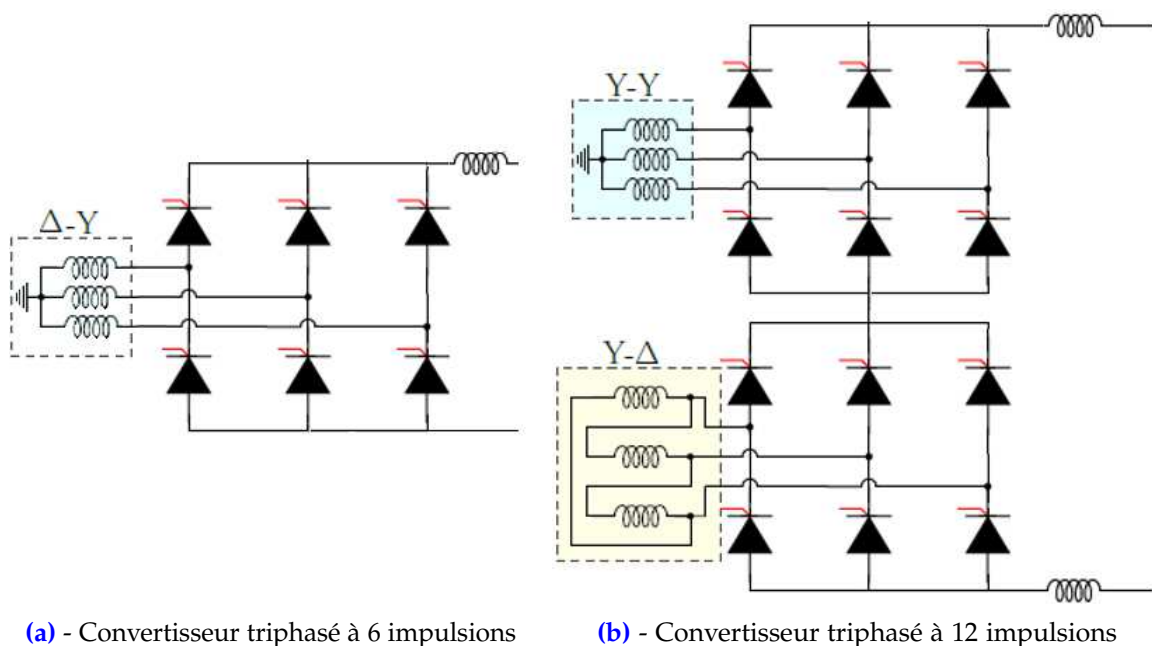 Y-Y
Δ-Y
Y-Δ
(a) - Convertisseur triphasé à 6 impulsions
(b) - Convertisseur triphasé à 12 impulsions